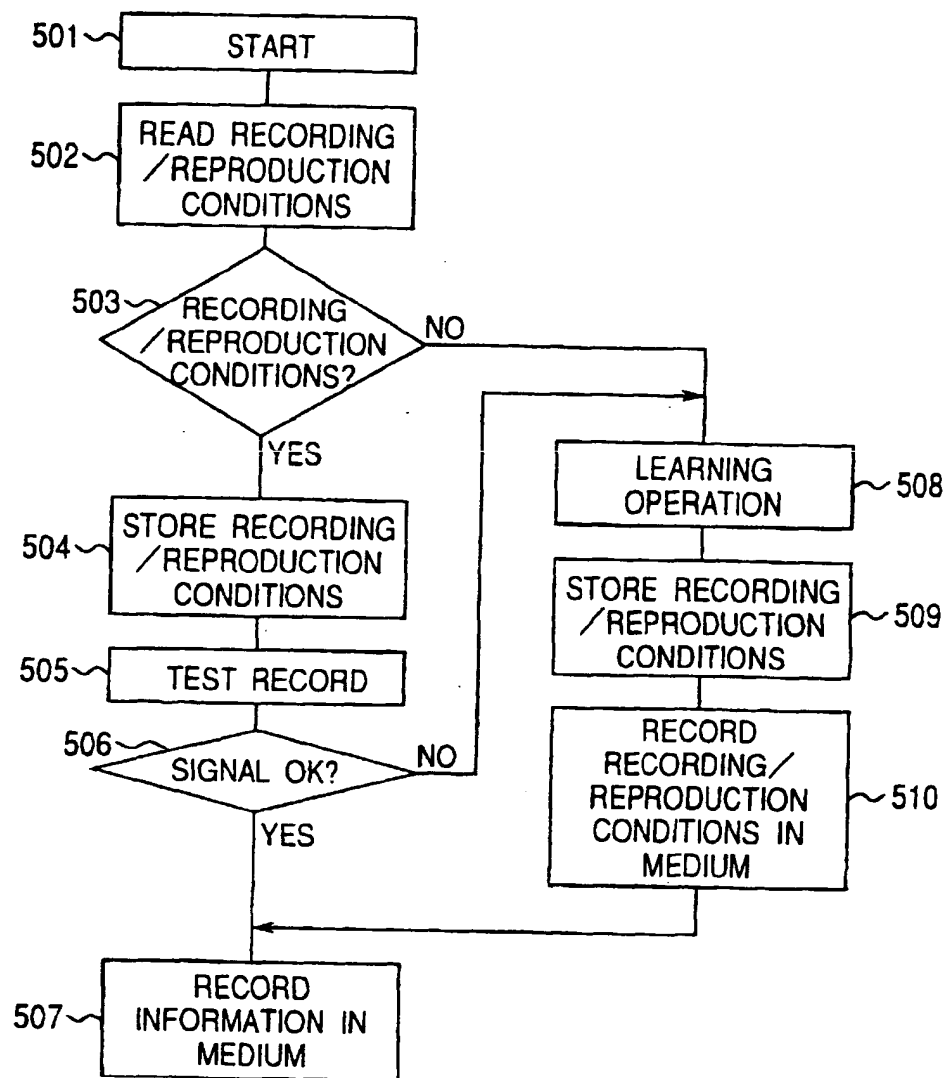 501
START
502
READ RECORDING
/REPRODUCTION
CONDITIONS
503
RECORDING
/REPRODUCTION
CONDITIONS?
NO
YES
504
STORE RECORDING
/REPRODUCTION
CONDITIONS
505
TEST RECORD
506
SIGNAL OK?
NO
YES
507
RECORD
INFORMATION IN
MEDIUM
LEARNING
OPERATION
508
STORE RECORDING
/REPRODUCTION
CONDITIONS
509
RECORD
RECORDING/
REPRODUCTION
CONDITIONS IN
MEDIUM
510